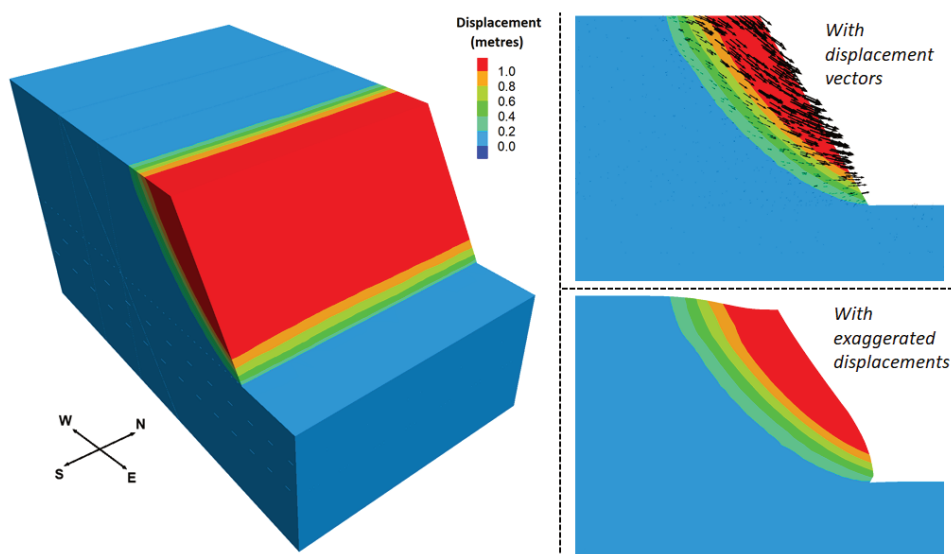 Displacement
(metres)
1.0
0.8
0.6
0.4
0.2
0.0
W
N
S
E
With
displacement
vectors
With
exaggerated
displacements